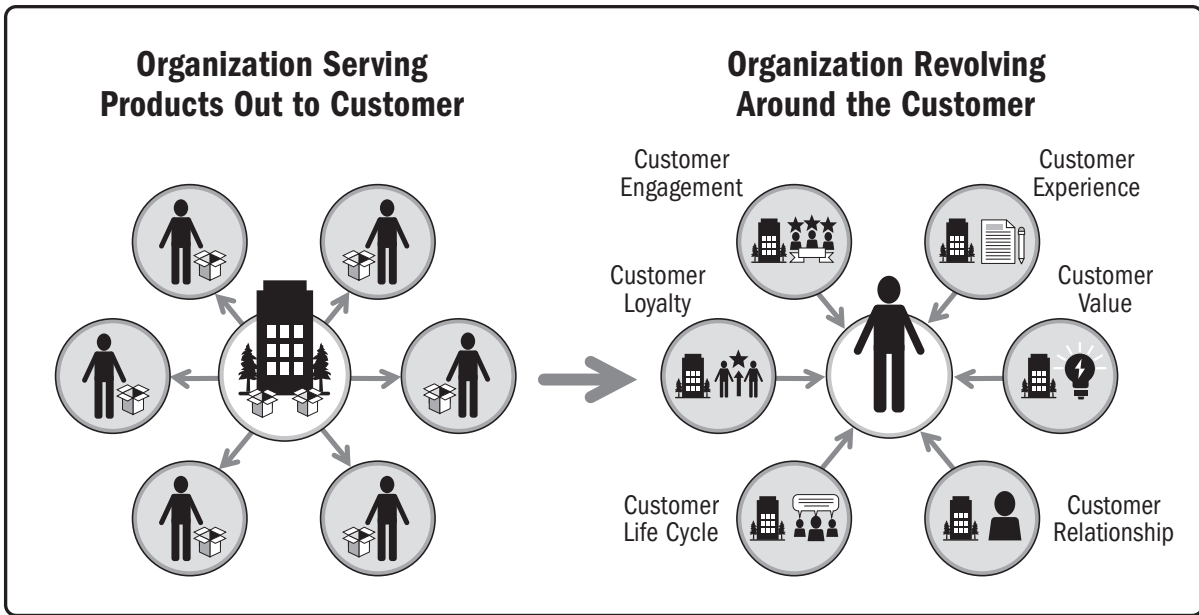 Organization Serving
Products Out to Customer
Organization Revolving
Around the Customer
Customer
Engagement
Customer
Experience
Customer
Loyalty
Customer
Value
Customer
Life Cycle
Customer
Relationship